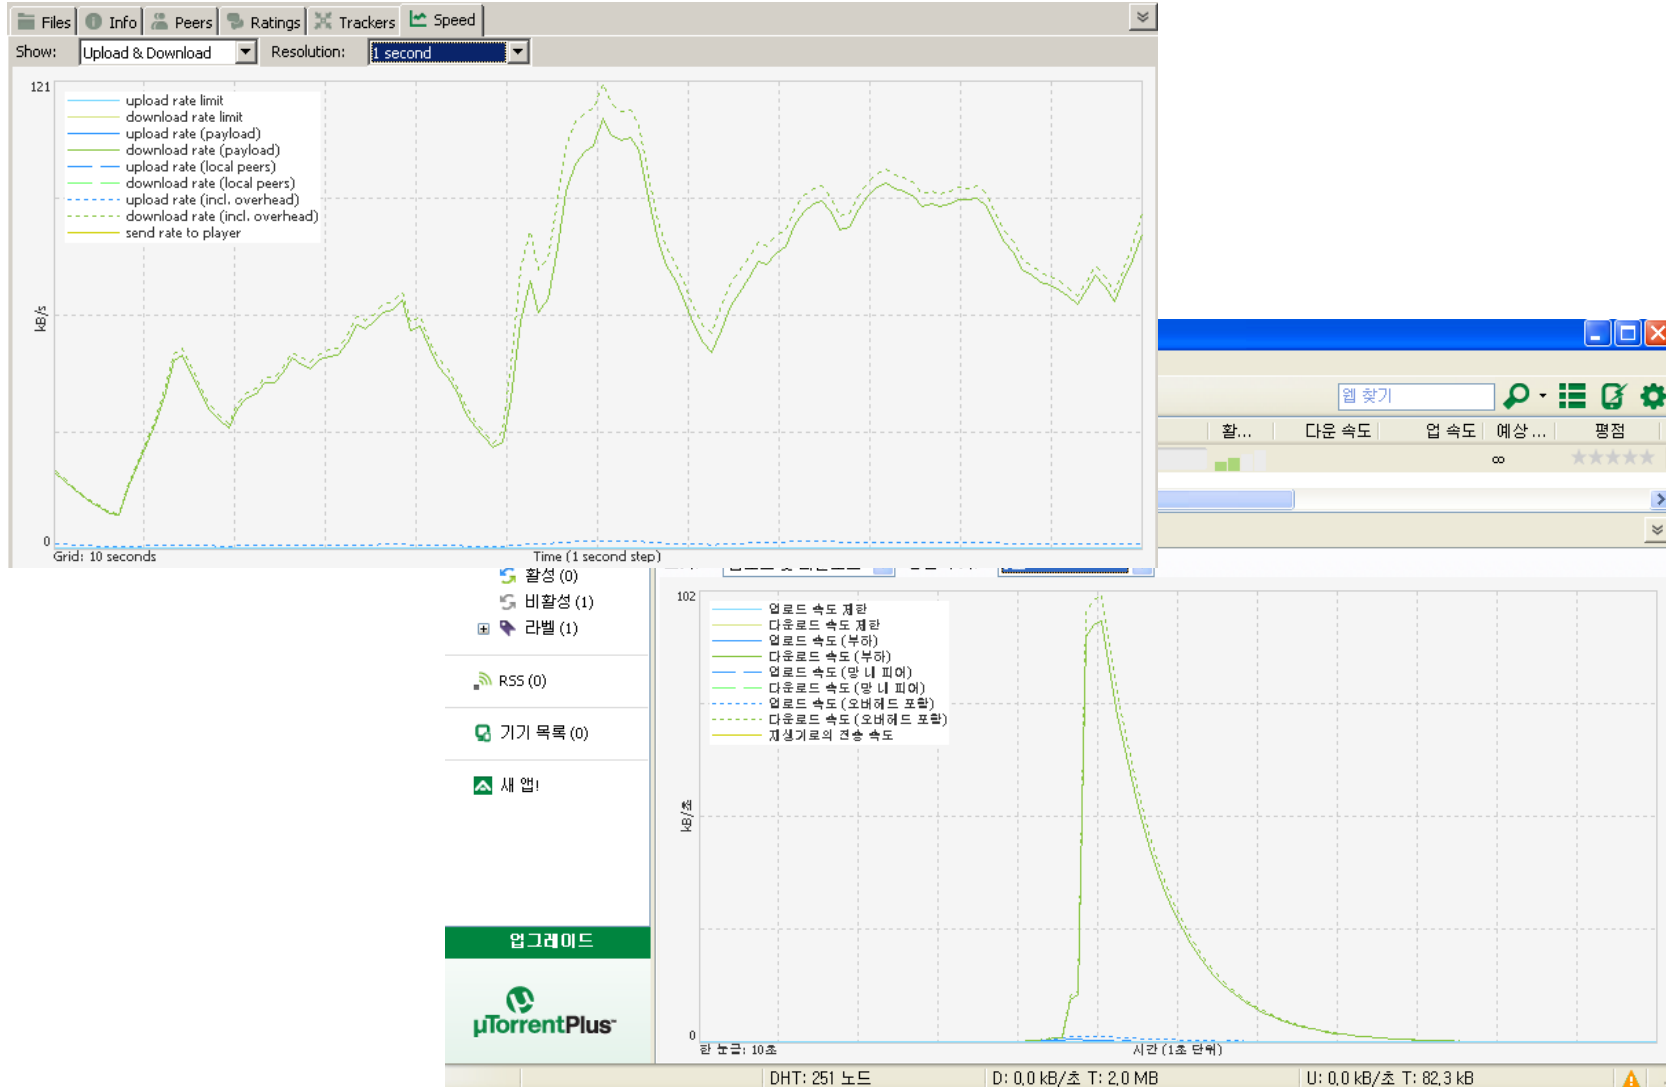 Files Info Peers Ratings Trackers Speed
Show: Upload & Download Resolution: 1 second
121
upload rate limit
download rate limit
upload rate (payload)
download rate (payload)
upload rate (local peers)
download rate (local peers)
upload rate (incl. overhead)
download rate (incl. overhead)
send rate to player
kB/s
0
Grid: 10 seconds Time (1 second step)
웹 찾기
활... 다운 속도 업 속도 예상 ... 평점
∞
활성 (0)
비활성 (1)
라벨 (1)
RSS (0)
기기 목록 (0)
새 앱!
업그레이드
µTorrentPlus
102
업로드 속도 제한
다운로드 속도 제한
업로드 속도 (부하)
다운로드 속도 (부하)
업로드 속도 (망 내 피어)
다운로드 속도 (망 내 피어)
업로드 속도 (오버헤드 포함)
다운로드 속도 (오버헤드 포함)
재생기로의 전송 속도
kB/초
0
한 눈금: 10초 시간 (1초 단위)
DHT: 251 노드 D: 0,0 kB/초 T: 2,0 MB U: 0,0 kB/초 T: 82,3 kB